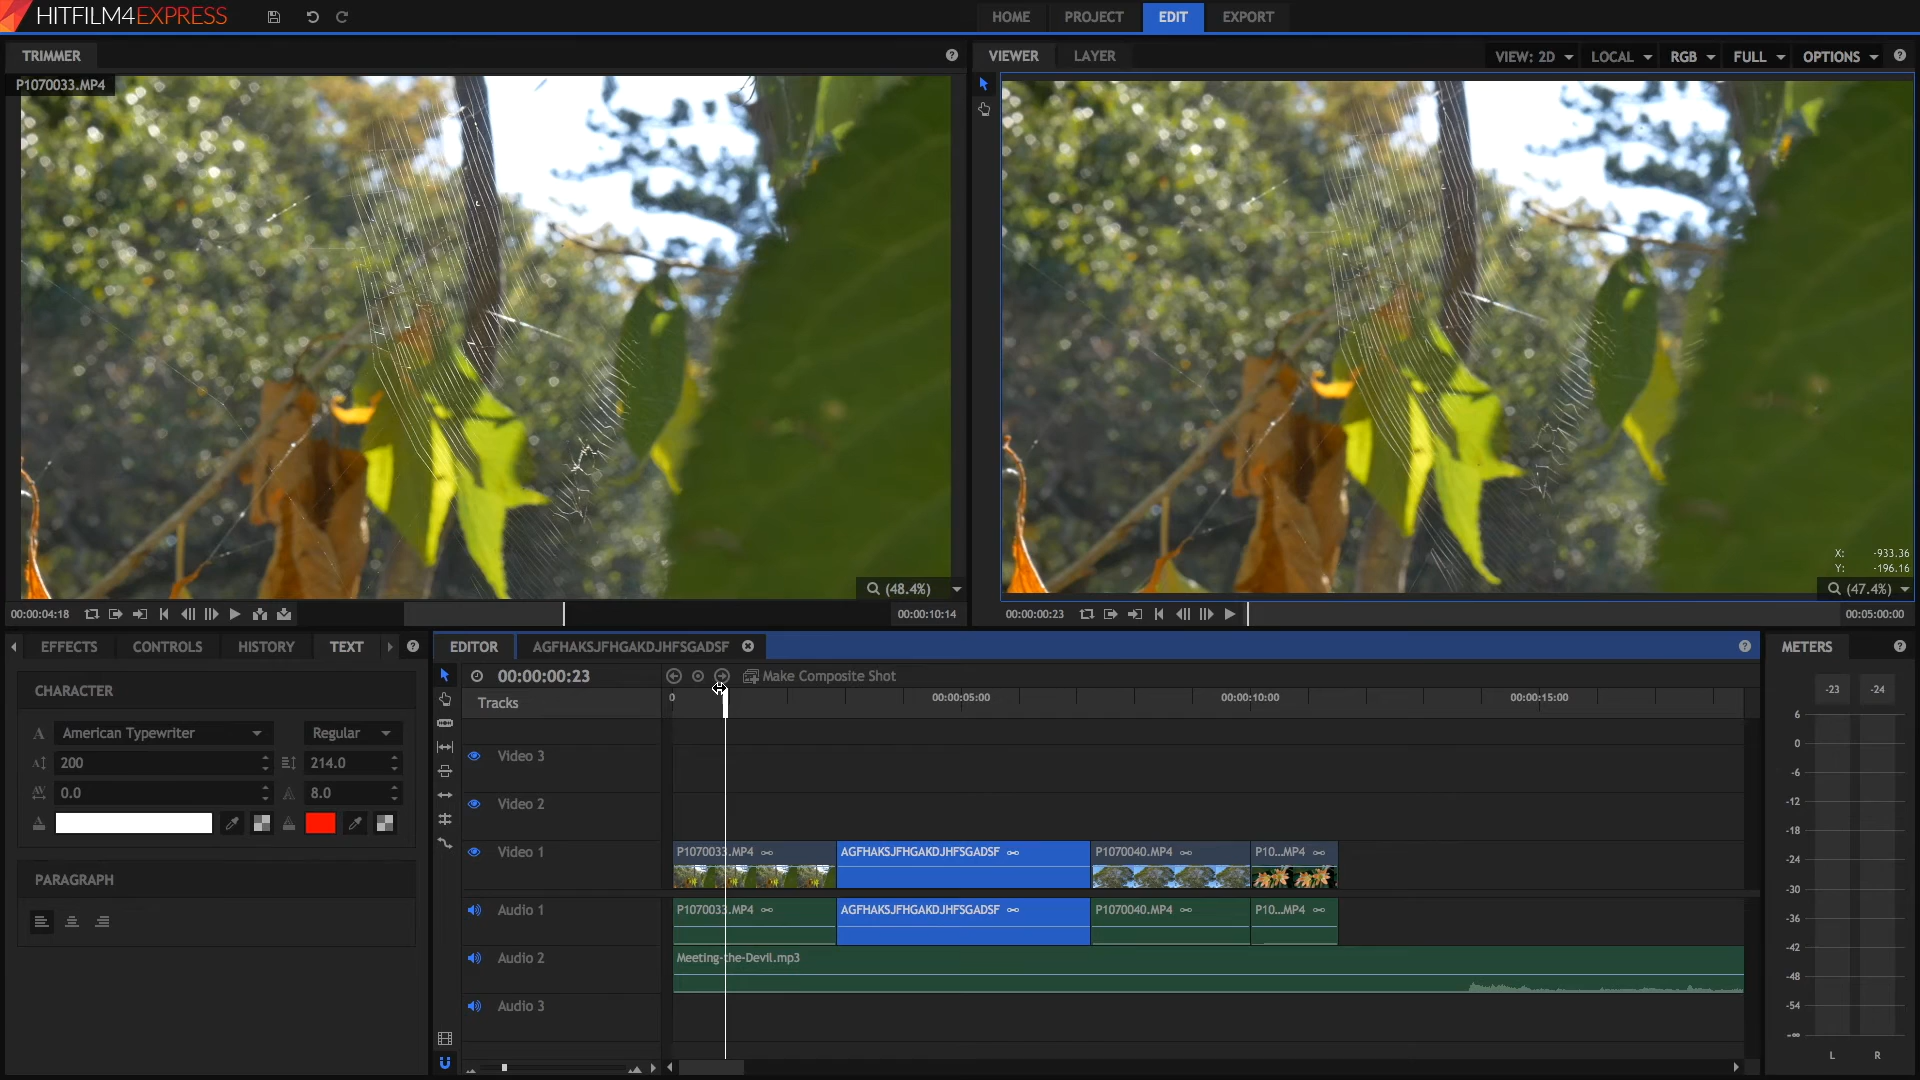 HITFILM4EXPRESS
HOME PROJECT EDIT EXPORT
TRIMMER
P1070033.MP4
VIEWER LAYER VIEW: 2D LOCAL RGB FULL OPTIONS
X: -933.36
Y: -196.16
(48.4%)
(47.4%)
00:00:04:18
00:00:10:14
00:00:00:23
00:05:00:00
EFFECTS CONTROLS HISTORY TEXT
CHARACTER
American Typewriter Regular
200 214.0
0.0 8.0
PARAGRAPH
EDITOR AGFHAKSJFHGAKDJHFSGADSF
00:00:00:23 Make Composite Shot
Tracks 0 00:00:05:00 00:00:10:00 00:00:15:00
Video 3
Video 2
Video 1 P1070033.MP4 AGFHAKSJFHGAKDJHFSGADSF P1070040.MP4 P10...MP4
Audio 1 P1070033.MP4 AGFHAKSJFHGAKDJHFSGADSF P1070040.MP4 P10...MP4
Audio 2 Meeting-the-Devil.mp3
Audio 3
METERS
-23 -24
6
0
-6
-12
-18
-24
-30
-36
-42
-48
-54
-∞
L R